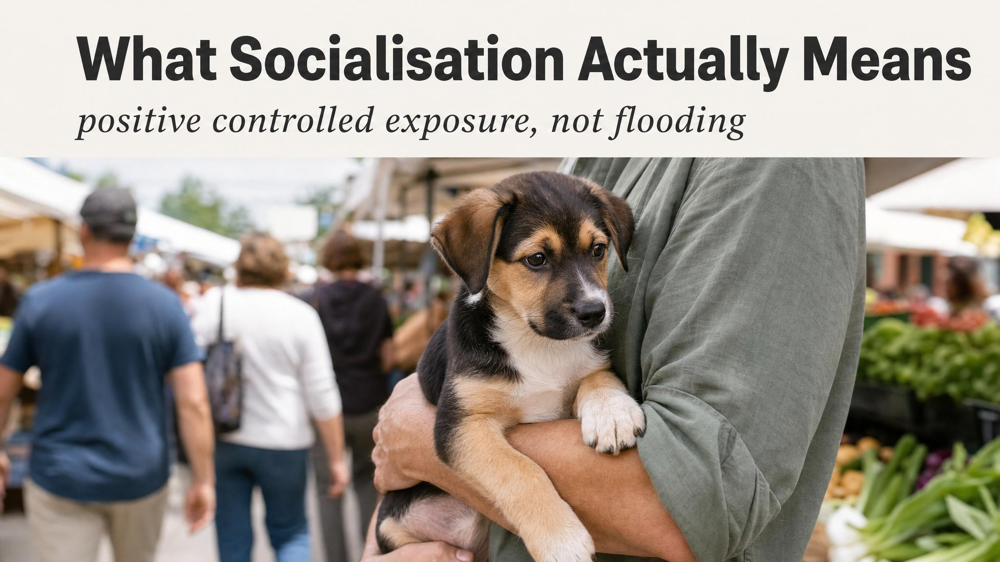 What Socialisation Actually Means
positive controlled exposure, not flooding